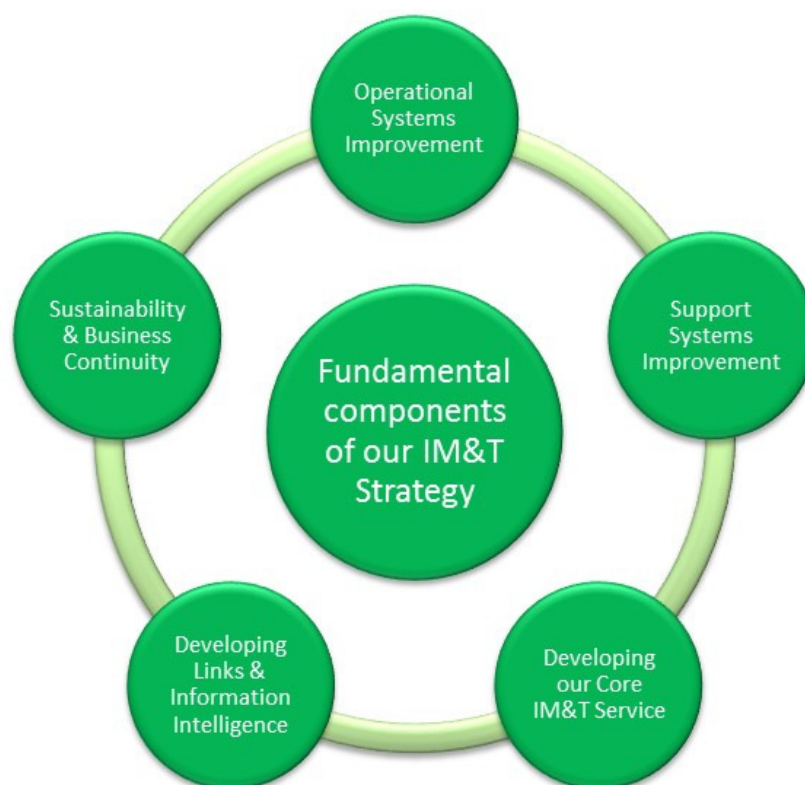 Operational
Systems
Improvement
Support
Systems
Improvement
Developing
our Core
IM&T Service
Developing
Links &
Information
Intelligence
Sustainability
& Business
Continuity
Fundamental
components
of our IM&T
Strategy